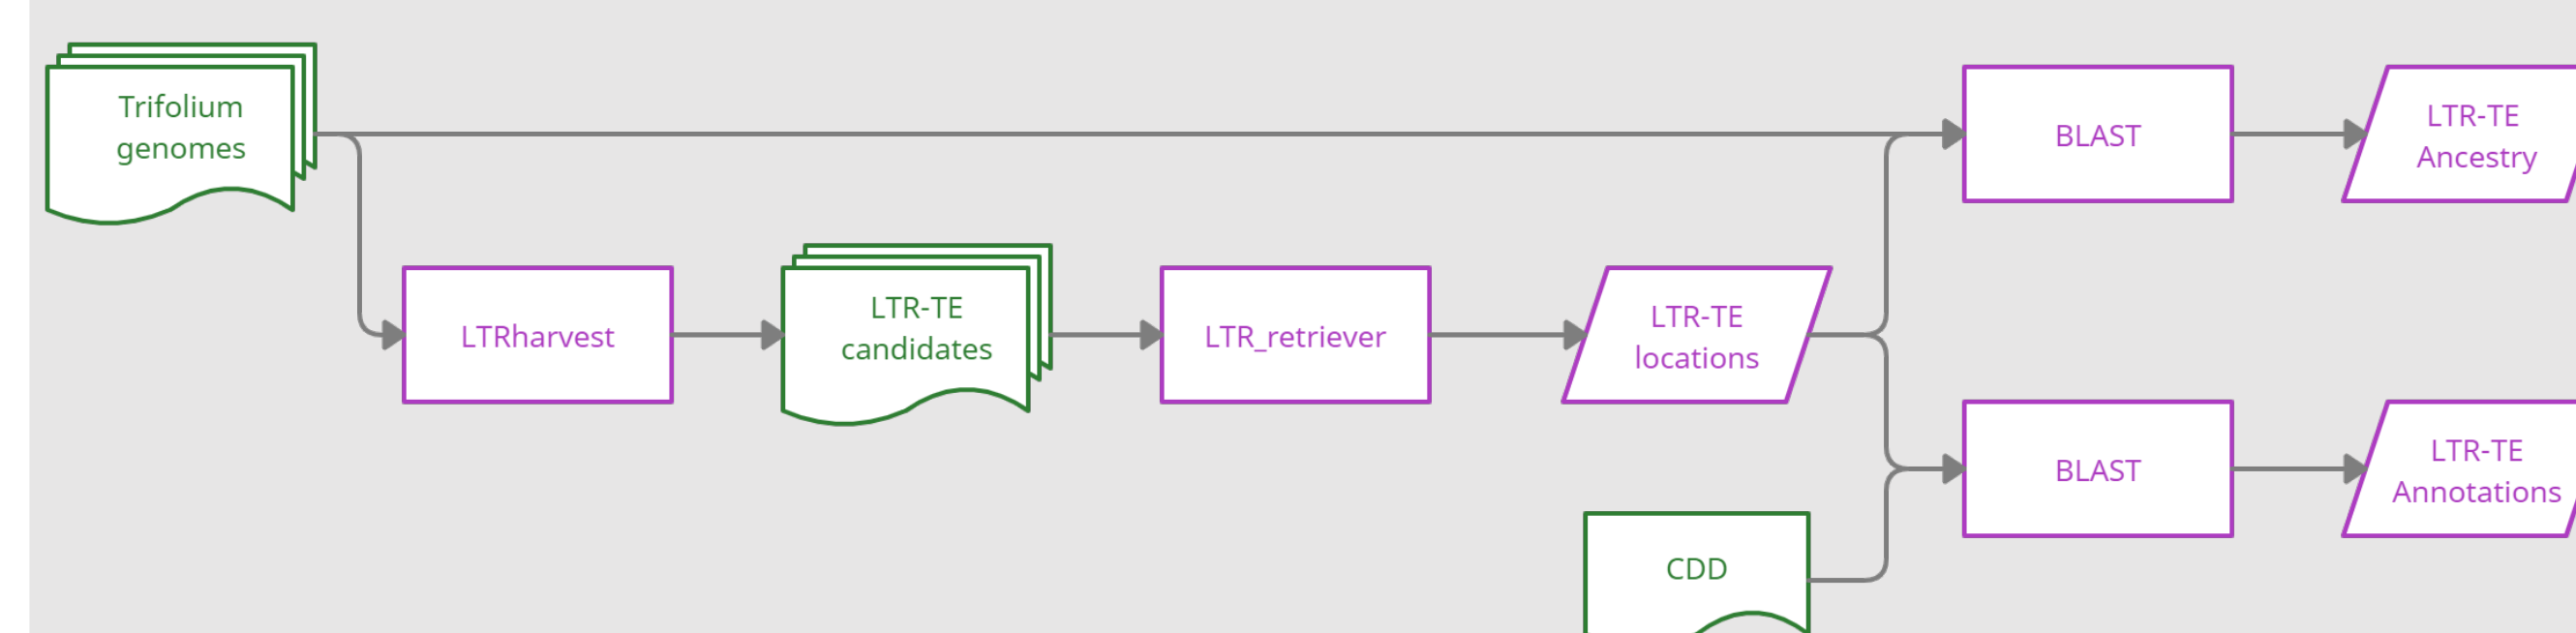 Trifolium
genomes
BLAST
LTR-TE
Ancestry
LTRharvest
LTR-TE
candidates
LTR_retriever
LTR-TE
locations
BLAST
LTR-TE
Annotations
CDD